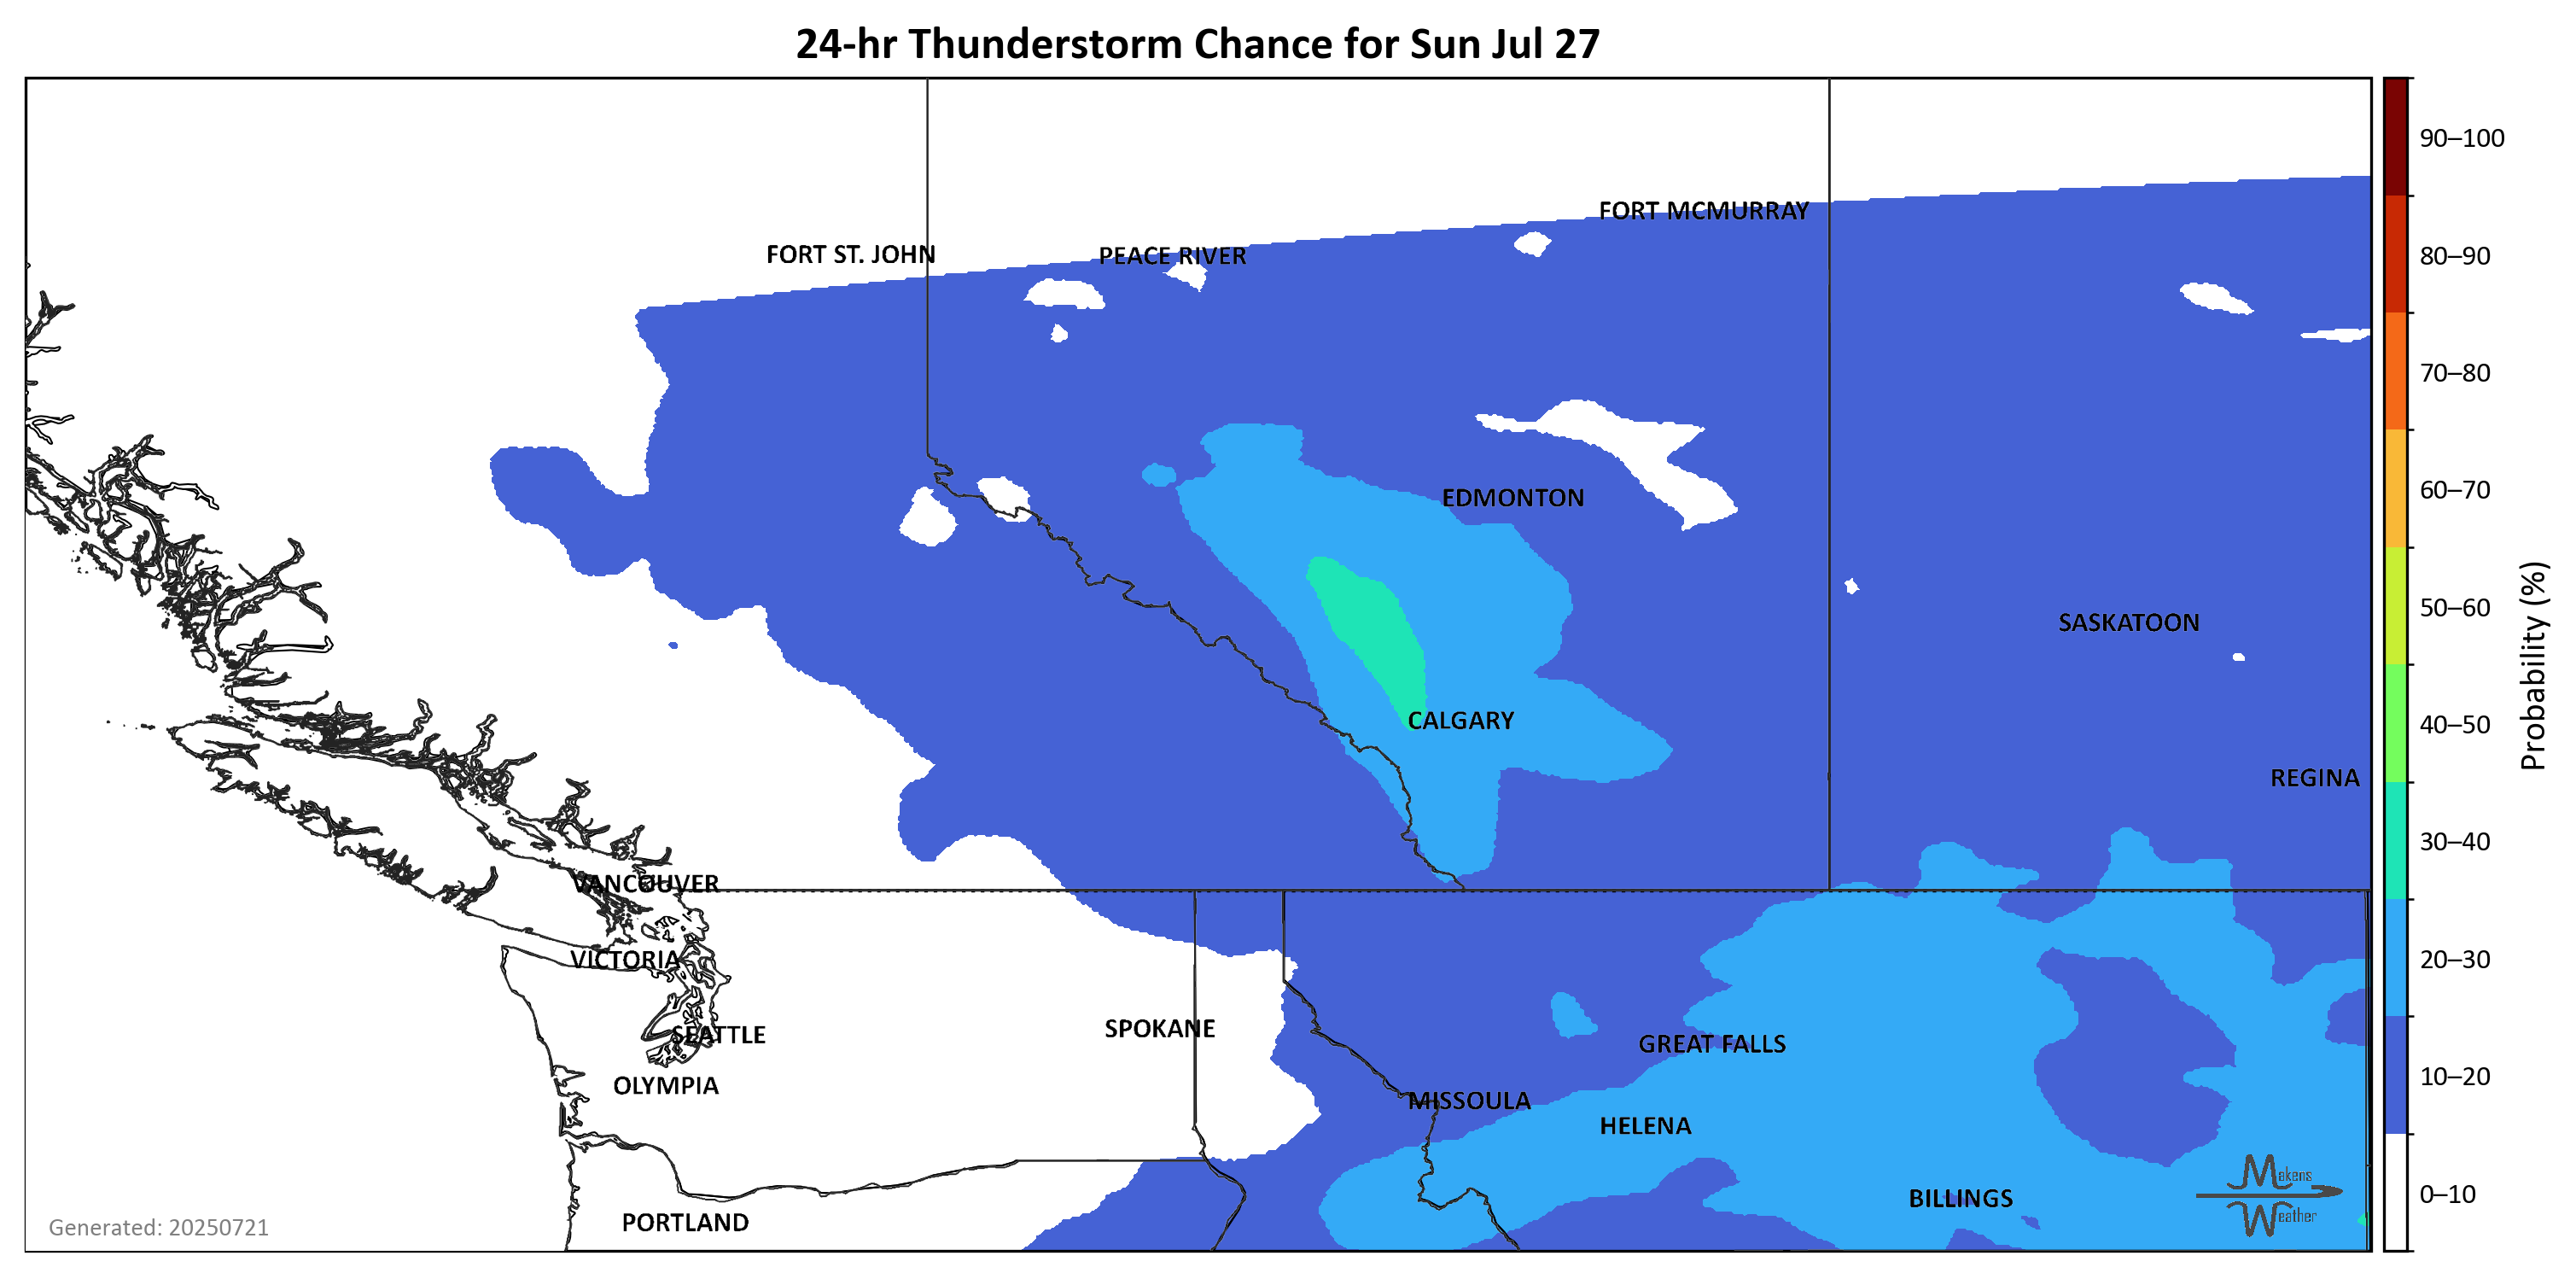 24-hr Thunderstorm Chance for Sun Jul 27
FORT ST. JOHN
PEACE RIVER
FORT MCMURRAY
EDMONTON
SASKATOON
CALGARY
REGINA
VANCOUVER
VICTORIA
SEATTLE
SPOKANE
GREAT FALLS
OLYMPIA
MISSOULA
HELENA
PORTLAND
BILLINGS
Generated: 20250721
Makens
Weather
90–100
80–90
70–80
60–70
50–60
40–50
30–40
20–30
10–20
0–10
Probability (%)